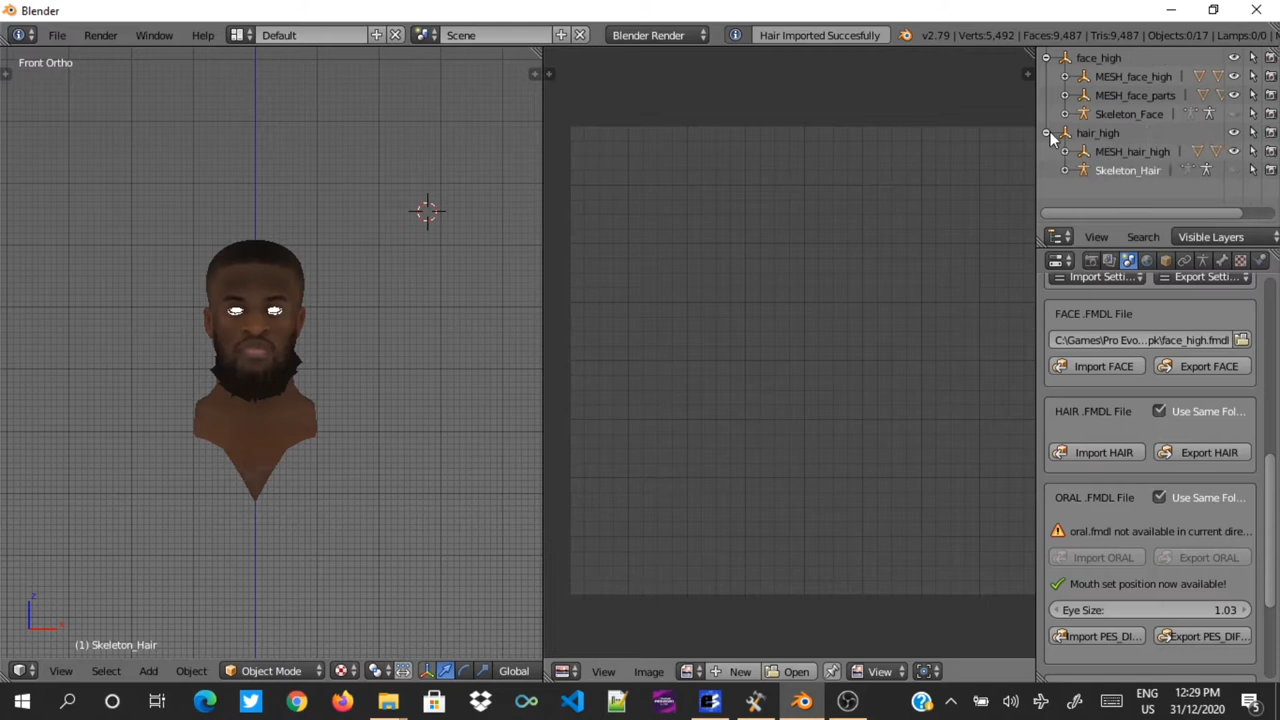 Blender
File Render Window Help Default Scene Blender Render Hair Imported Succesfully v2.79 | Verts:5,492 | Faces:9,487 | Tris:9,487 | Objects:0/17 | Lamps:0/0 |
Front Ortho
face_high
MESH_face_high
MESH_face_parts
Skeleton_Face
hair_high
MESH_hair_high
Skeleton_Hair
View Search Visible Layers
Import Setti... Export Setti...
FACE .FMDL File
C:\Games\Pro Evo...pk\face_high.fmdl
Import FACE Export FACE
HAIR .FMDL File Use Same Fol...
Import HAIR Export HAIR
ORAL .FMDL File Use Same Fol...
oral.fmdl not available in current dire...
Import ORAL Export ORAL
Mouth set position now available!
Eye Size: 1.03
Import PES_DI... Export PES_DIF...
z
x
(1) Skeleton_Hair
View Select Add Object Object Mode Global
View Image New Open View
ENG 12:29 PM
US 31/12/2020
5